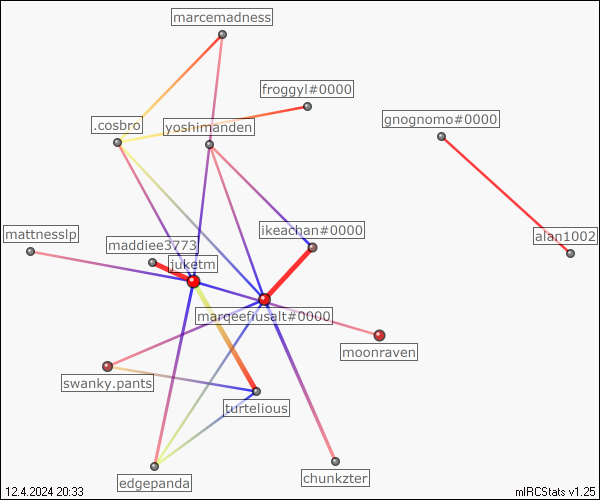 marcemadness
froggyl#0000
gnognomo#0000
.cosbro
yoshimanden
ikeachan#0000
alan1002
mattnesslp
maddiee3773
juketm
marqeefiusalt#0000
moonraven
swanky.pants
turtelious
edgepanda
chunkzter
12.4.2024 20:33
mIRCStats v1.25